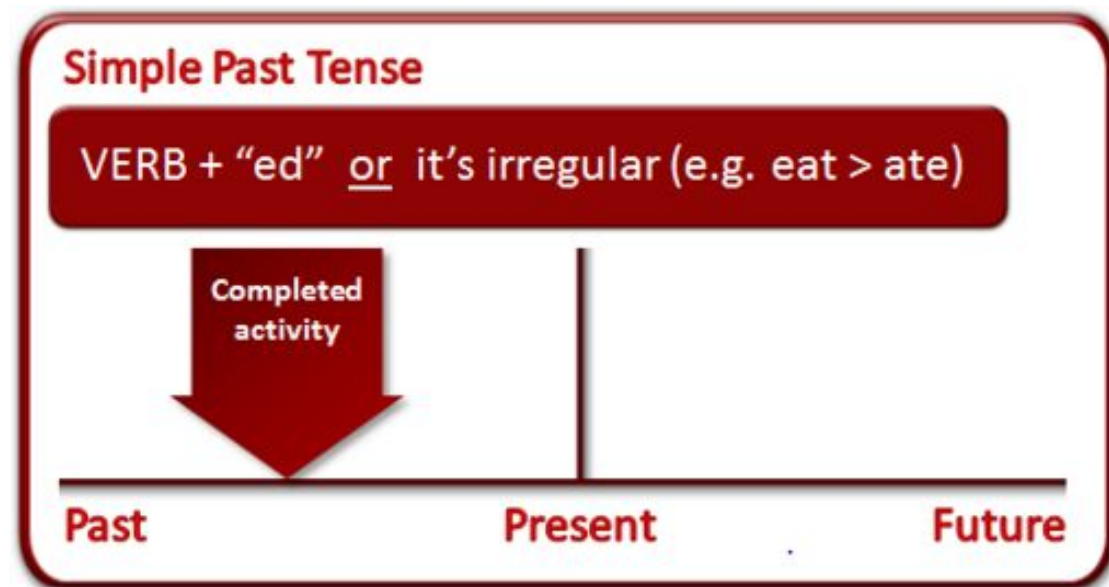 Simple Past Tense
VERB + “ed” or it’s irregular (e.g. eat > ate)
Completed
activity
Past Present Future